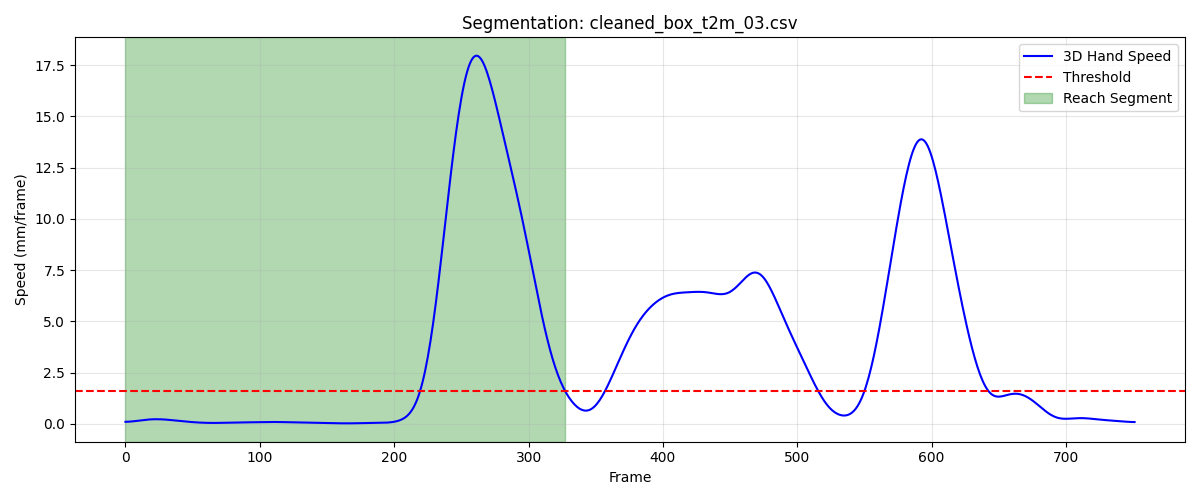 Segmentation: cleaned_box_t2m_03.csv
3D Hand Speed
Threshold
Reach Segment
Speed (mm/frame)
17.5
15.0
12.5
10.0
7.5
5.0
2.5
0.0
0 100 200 300 400 500 600 700
Frame